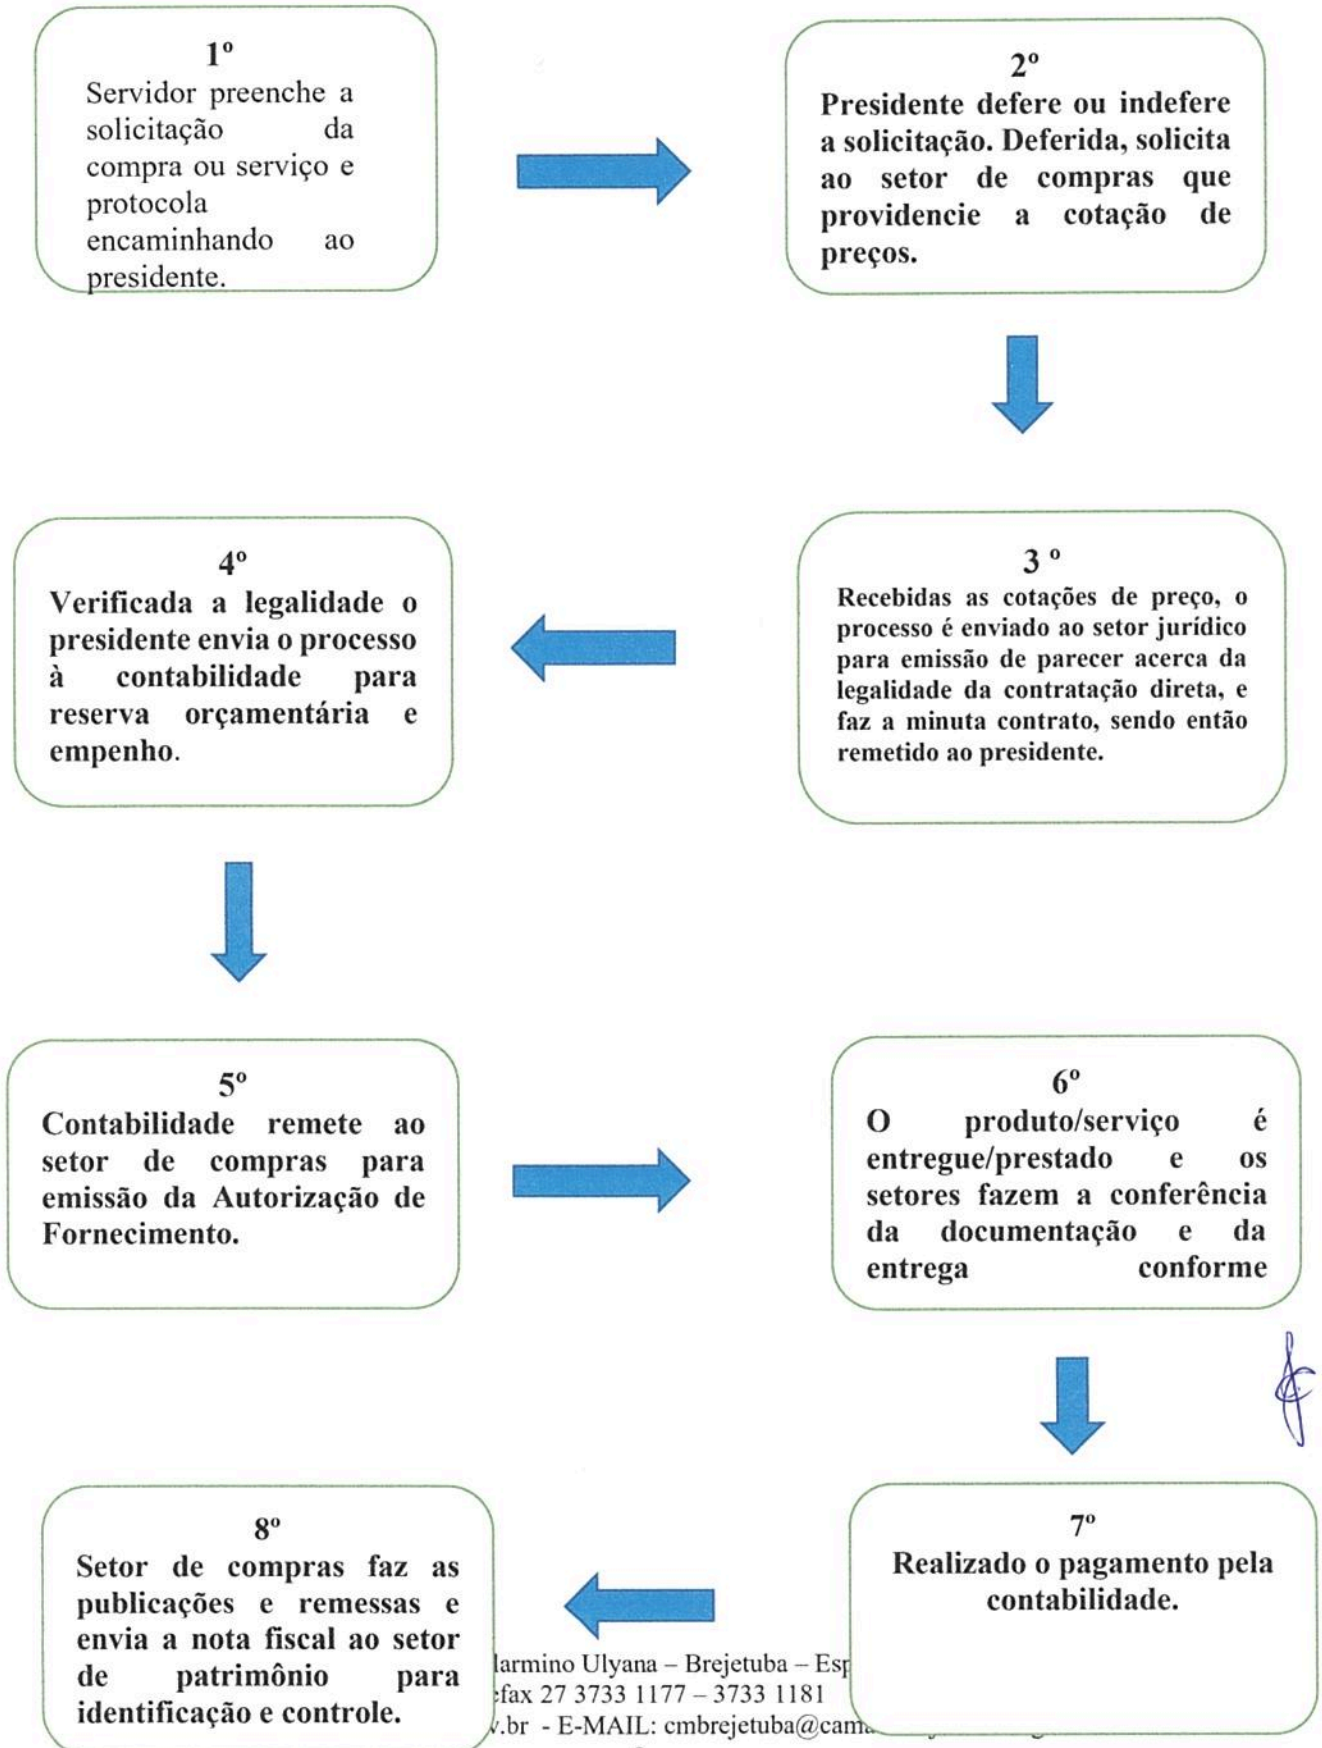 1º
Servidor preenche a
solicitação da
compra ou serviço e
protocola
encaminhando ao
presidente.
2º
Presidente defere ou indefere
a solicitação. Deferida, solicita
ao setor de compras que
providencie a cotação de
preços.
3 º
Recebidas as cotações de preço, o
processo é enviado ao setor jurídico
para emissão de parecer acerca da
legalidade da contratação direta, e
faz a minuta contrato, sendo então
remetido ao presidente.
4º
Verificada a legalidade o
presidente envia o processo
à contabilidade para
reserva orçamentária e
empenho.
5º
Contabilidade remete ao
setor de compras para
emissão da Autorização de
Fornecimento.
6º
O produto/serviço é
entregue/prestado e os
setores fazem a conferência
da documentação e da
entrega conforme
7º
Realizado o pagamento pela
contabilidade.
8º
Setor de compras faz as
publicações e remessas e
envia a nota fiscal ao setor
de patrimônio para
identificação e controle.
Ulyana – Brejetuba –
27 3733 1177 – 3733 1181
.br - E-MAIL: